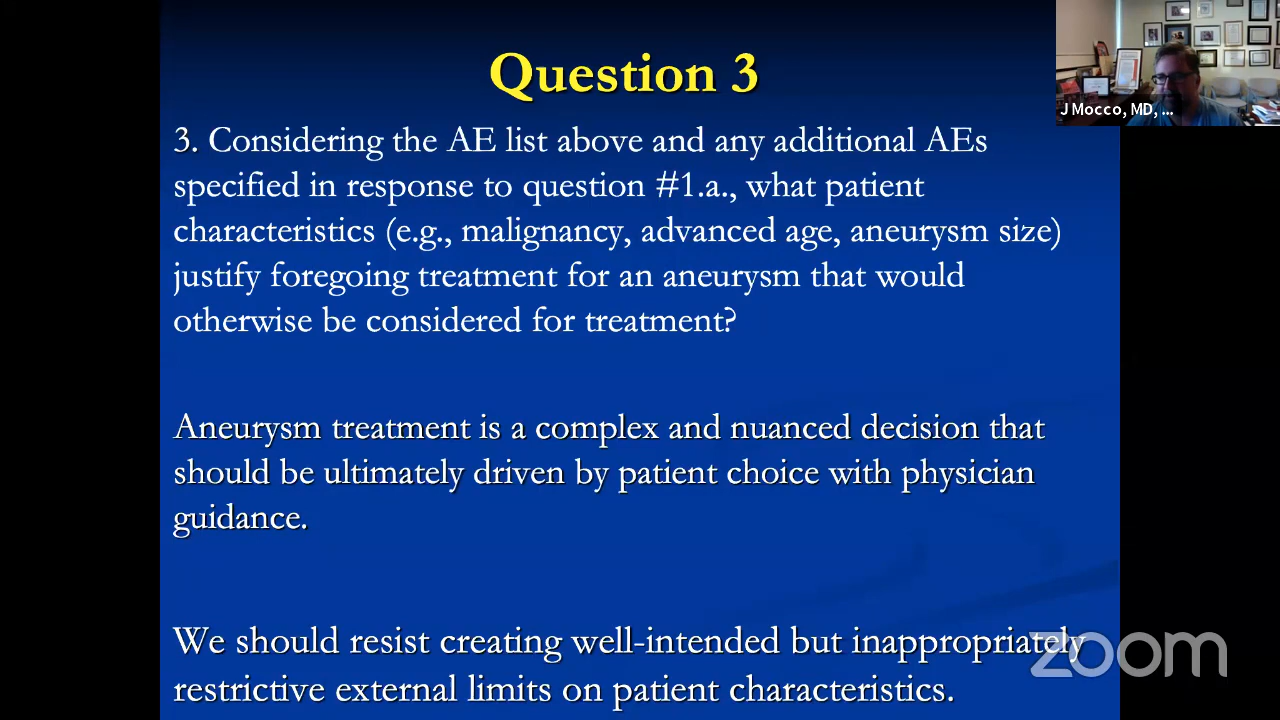 Question 3
J Mocco, MD, ...
3. Considering the AE list above and any additional AEs
specified in response to question #1.a., what patient
characteristics (e.g., malignancy, advanced age, aneurysm size)
justify foregoing treatment for an aneurysm that would
otherwise be considered for treatment?
Aneurysm treatment is a complex and nuanced decision that
should be ultimately driven by patient choice with physician
guidance.
We should resist creating well-intended but inappropriately
restrictive external limits on patient characteristics.
zoom